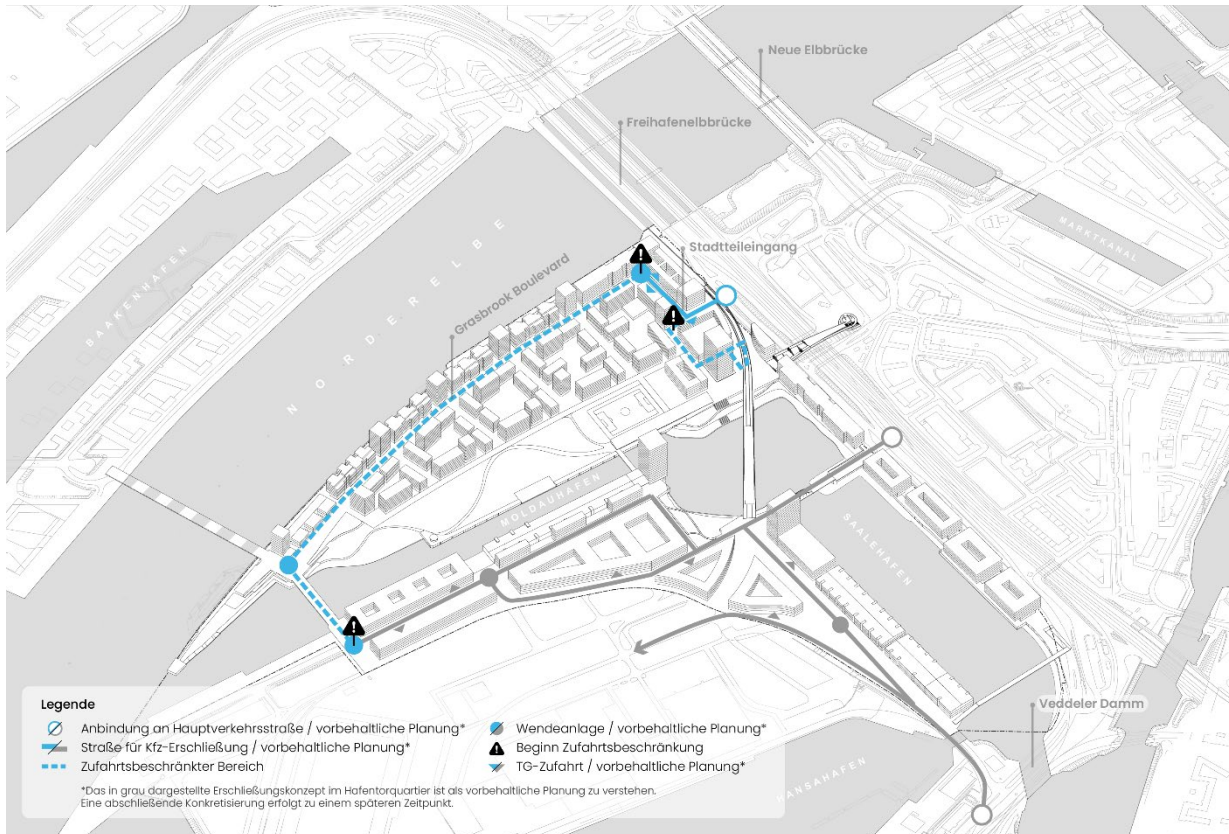 Neue Elbbrücke
Freihafenelbbrücke
MARKTKANAL
Stadtteileingang
BAAKENHAFEN
NORDERELBE
Grasbrook Boulevard
MOLDAUHAFEN
SAALEHAFEN
Veddeler Damm
HANSAHAFEN
Legende
Anbindung an Hauptverkehrsstraße / vorbehaltliche Planung*
Straße für Kfz-Erschließung / vorbehaltliche Planung*
Zufahrtsbeschränkter Bereich
Wendeanlage / vorbehaltliche Planung*
Beginn Zufahrtsbeschränkung
TG-Zufahrt / vorbehaltliche Planung*
*Das in grau dargestellte Erschließungskonzept im Hafentorquartier ist als vorbehaltliche Planung zu verstehen.
Eine abschließende Konkretisierung erfolgt zu einem späteren Zeitpunkt.